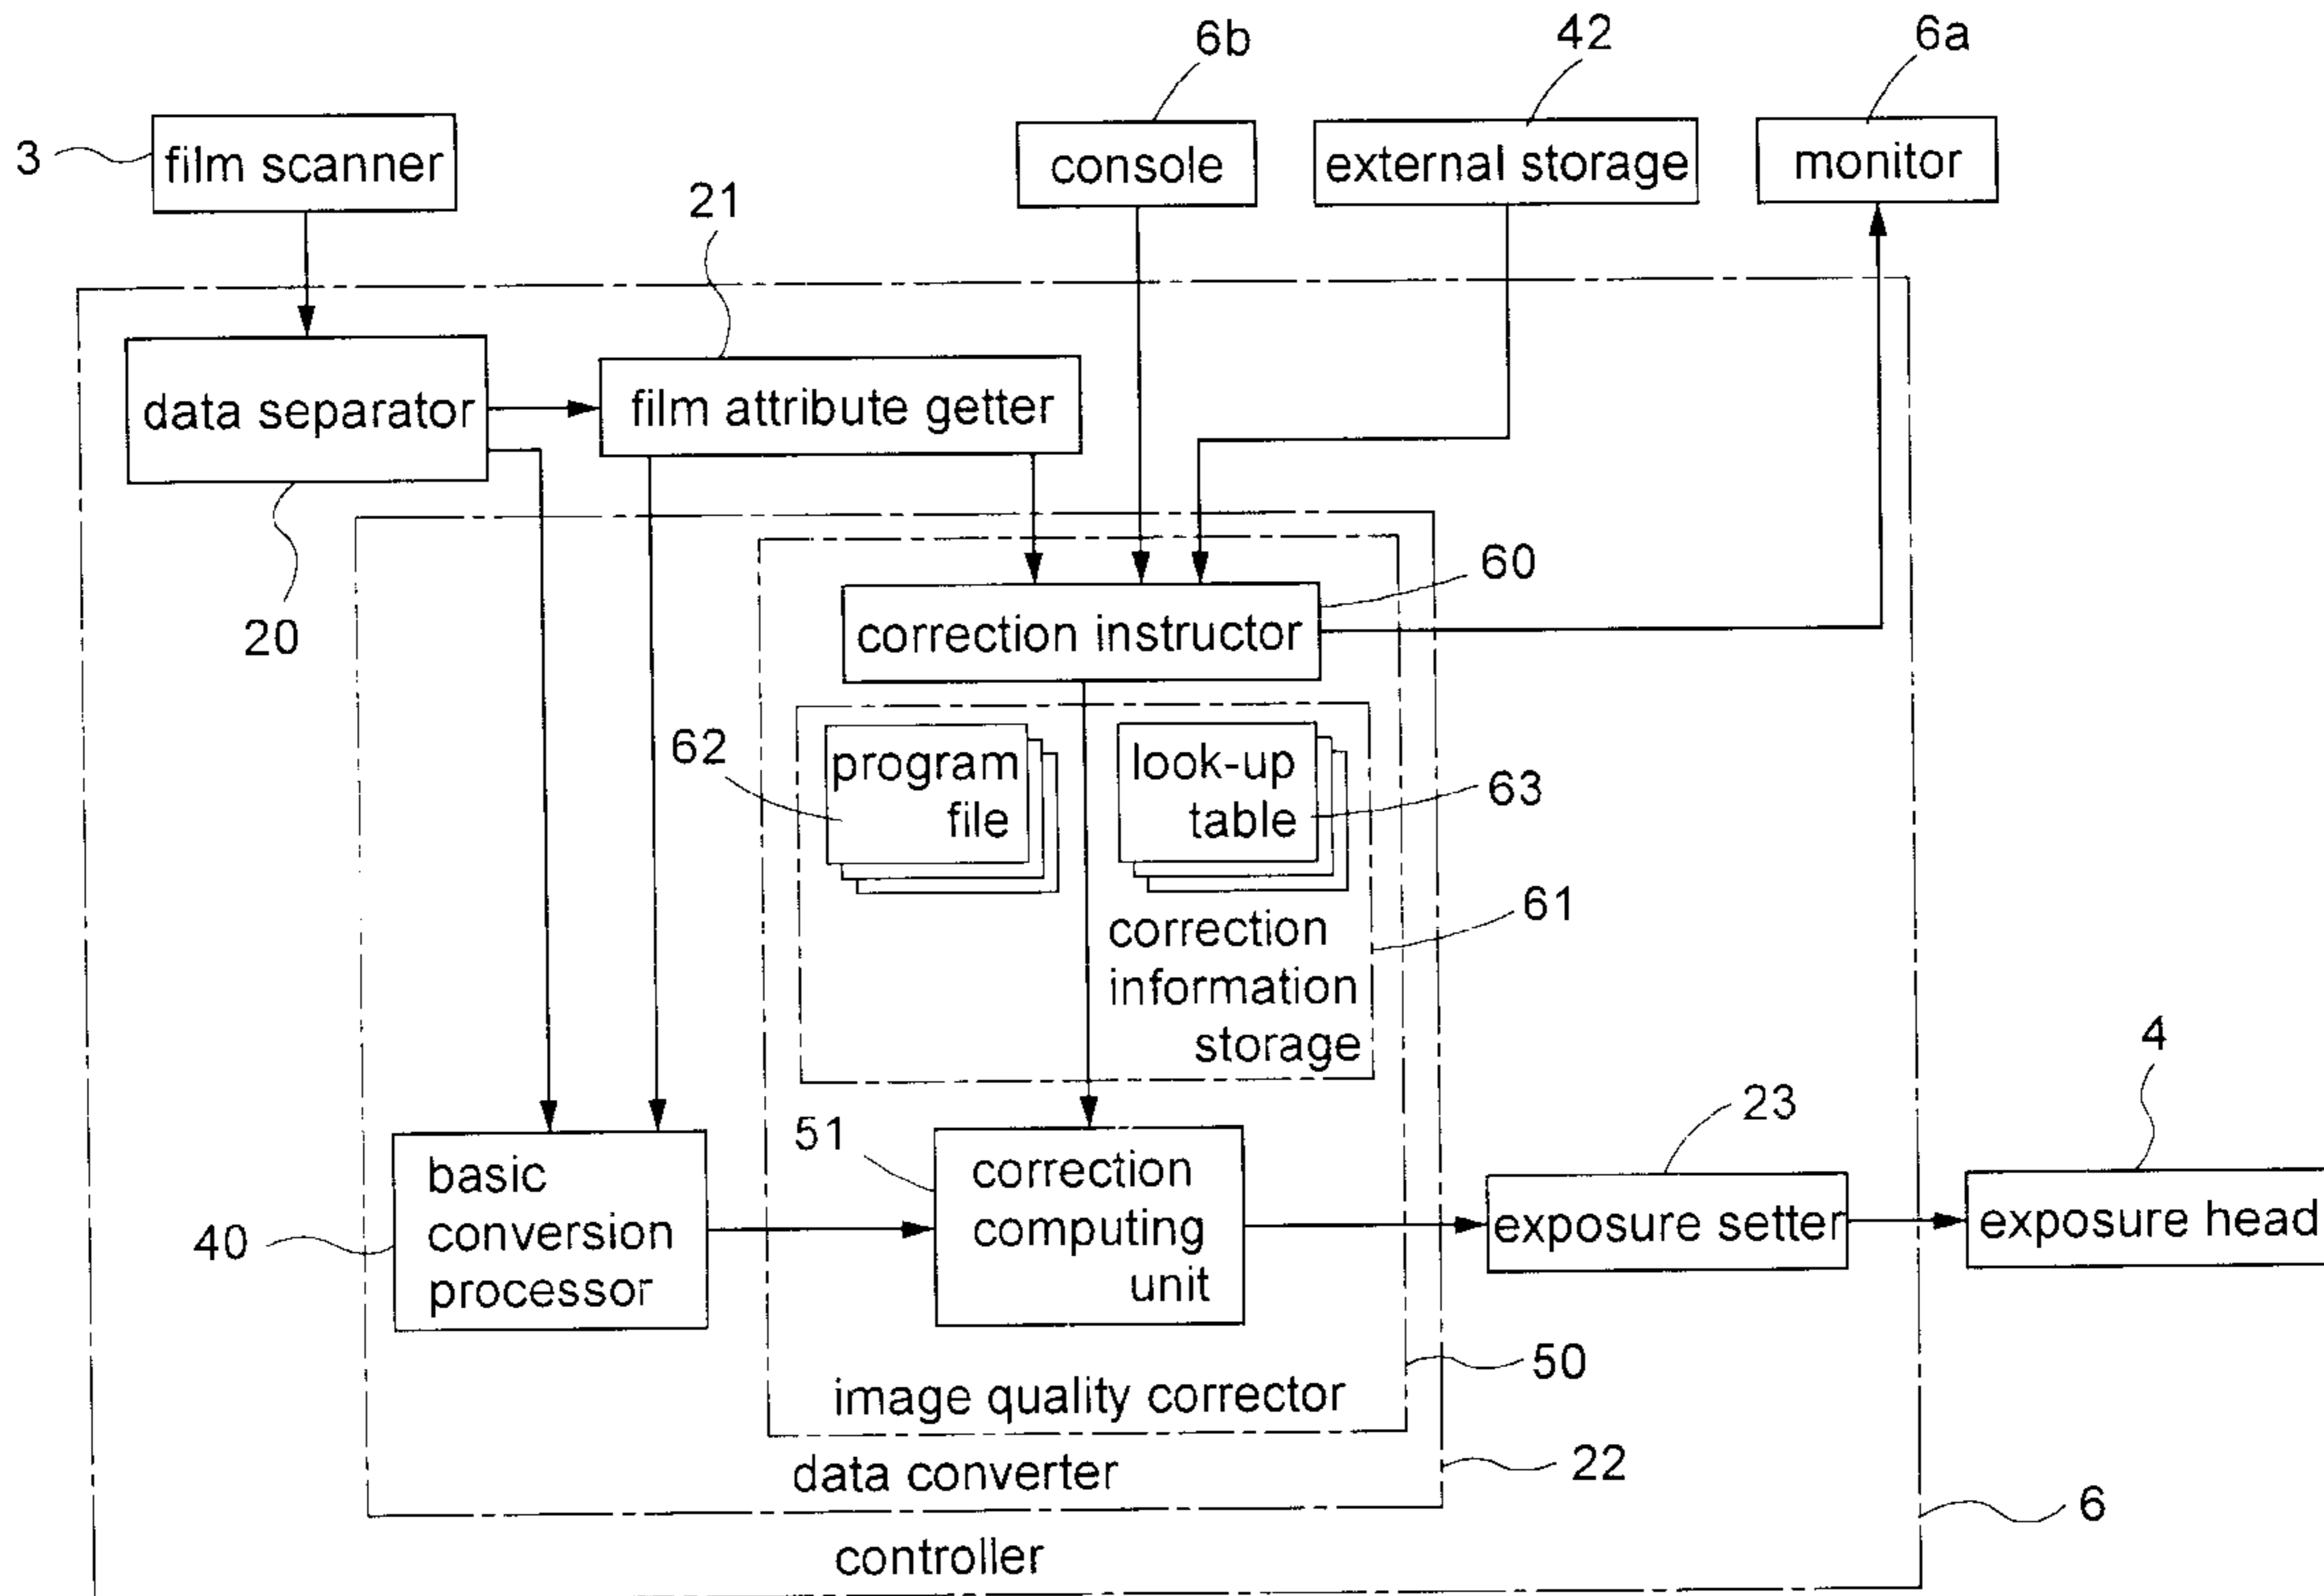 6b
42
6a
3
film scanner
console
external storage
monitor
21
data separator
film attribute getter
20
60
correction instructor
62
program
file
look-up
table
63
61
correction
information
storage
4
23
51
40
basic
conversion
processor
correction
computing
unit
exposure setter
exposure head
50
image quality corrector
22
data converter
6
controller